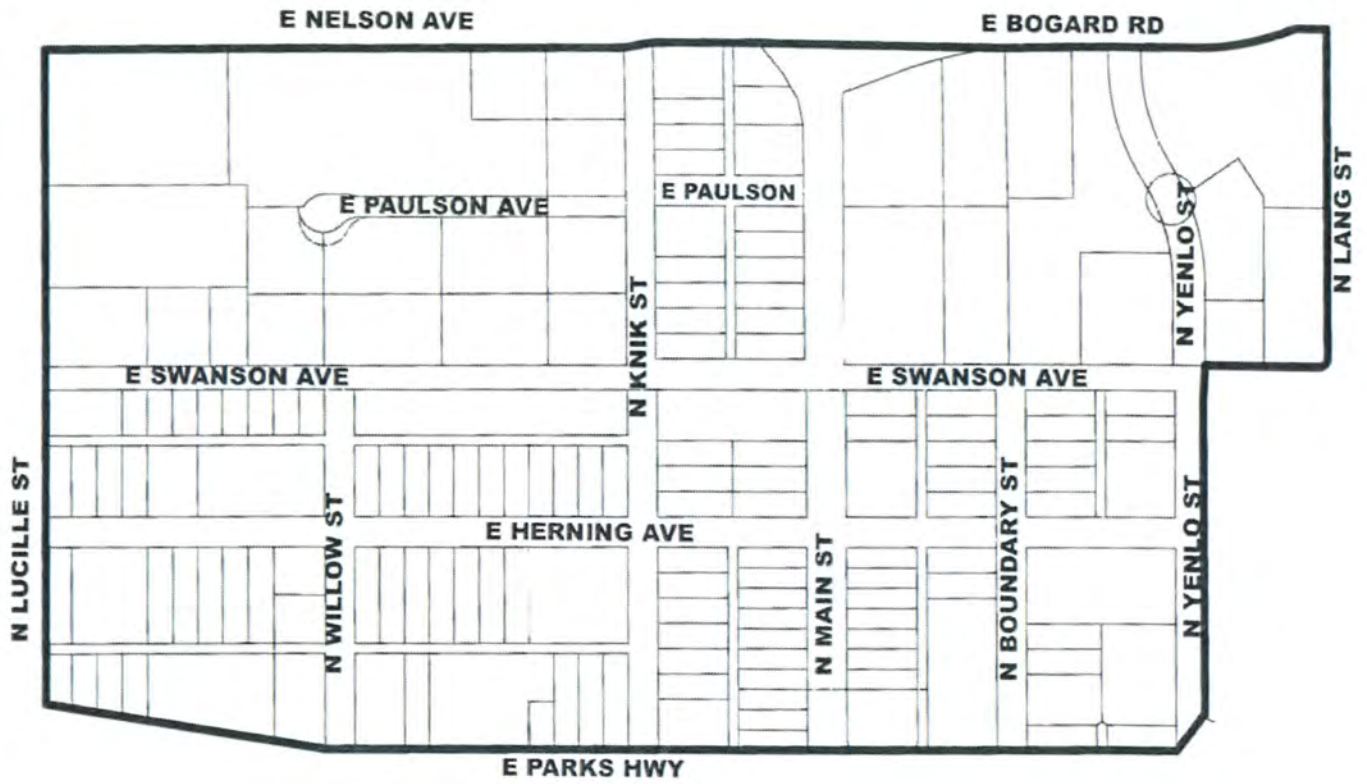 E NELSON AVE
E BOGARD RD
E PAULSON AVE
E PAULSON
N YENLO ST
N LANG ST
N KNIK ST
E SWANSON AVE
E SWANSON AVE
N LUCILLE ST
N WILLOW ST
E HERNING AVE
N MAIN ST
N BOUNDARY ST
N YENLO ST
E PARKS HWY